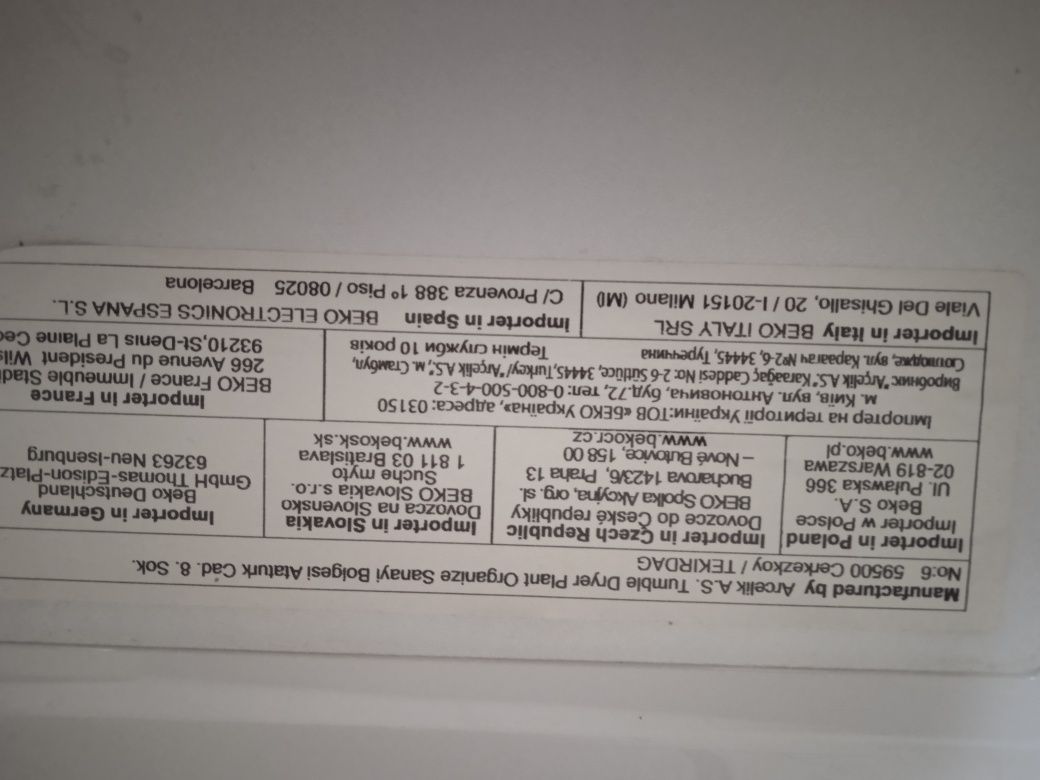 Manufactured by Arcelik A.S. Tumble Dryer Plant Organize Sanayi Bolgesi Ataturk Cad. 8. Sok.
No:6 59500 Cerkezkoy / TEKIRDAG
Importer in Poland
Importer w Polsce
Beko S.A.
Ul. Puławska 366
02-819 Warszawa
www.beko.pl
Importer in Czech Republic
Dovozce do České republiky
BEKO Spolka Akcyjna, org. sl.
Bucharova 1423/6, Praha 13
– Nové Butovice, 158 00
www.bekocr.cz
Importer in Slovakia
Dovozca na Slovensko
BEKO Slovakia s.r.o.
Suche myto
1 811 03 Bratislava
www.bekosk.sk
Importer in Germany
Beko Deutschland
GmbH Thomas-Edison-Platz
63263 Neu-Isenburg
Імпортер на території України: ТОВ «БЕКО Україна», адреса: 03150
м. Київ, вул. Антоновича, буд.72, тел: 0-800-500-4-3-2
Виробник: "Arçelik A.S." Karaağaç Caddesi No: 2-6 Sütlüce, 34445, Turkey/ "Arçelik A.S.", м. Стамбул,
Сютлюдже, вул. Караагач №2-6, 34445, Туреччина Термін служби 10 років
Importer in France
BEKO France / Immeuble Stadi
266 Avenue du President Wils
93210, St-Denis La Plaine Ced
Importer in Italy BEKO ITALY SRL
Viale Del Ghisallo, 20 / I-20151 Milano (MI)
Importer in Spain BEKO ELECTRONICS ESPANA S.L.
C/ Provenza 388 1º Piso / 08025 Barcelona